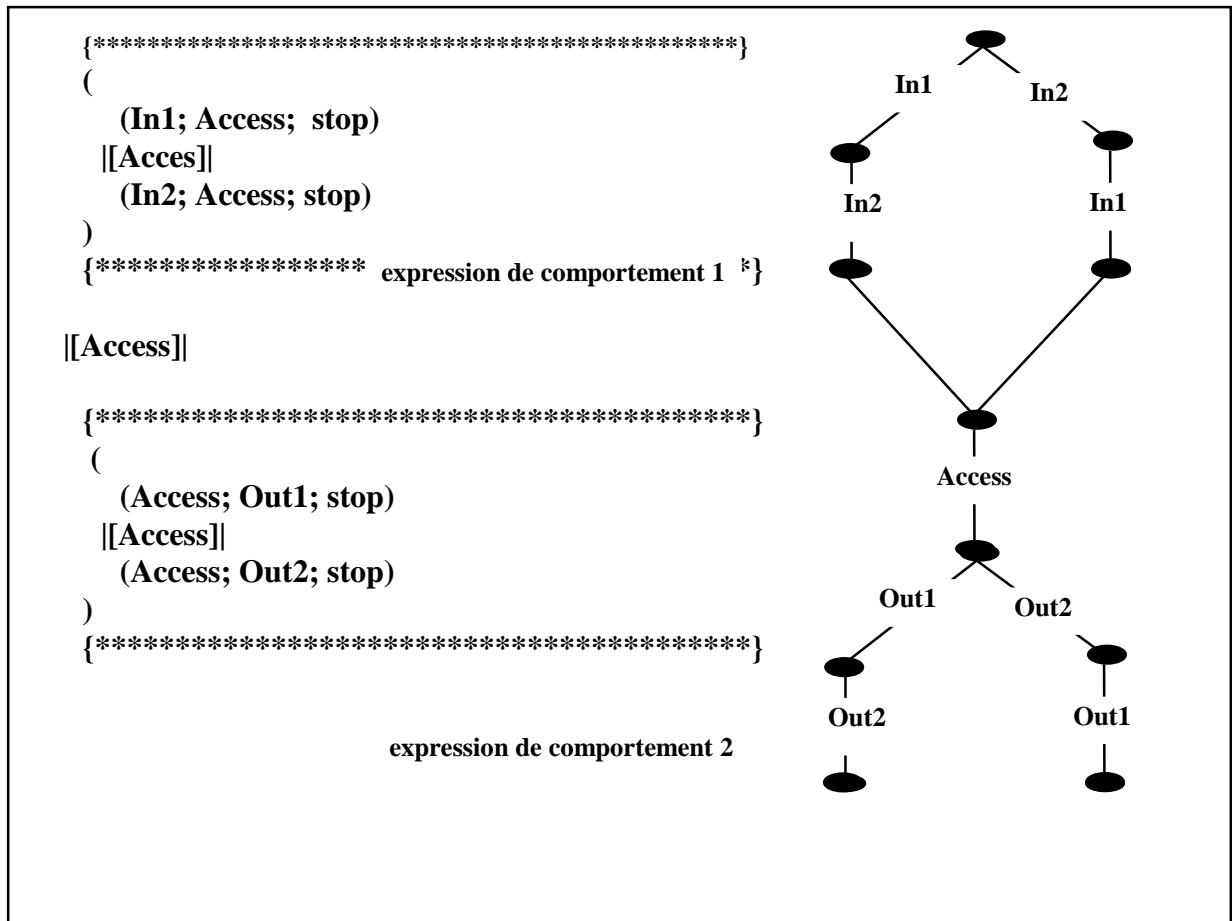 {************************************************}
(
(In1; Access; stop)
|[Acces]|
(In2; Access; stop)
)
{***************** expression de comportement 1 *}
|[Access]|
{*****************************************}
(
(Access; Out1; stop)
|[Access]|
(Access; Out2; stop)
)
{*****************************************}
expression de comportement 2
In1 In2
In2 In1
Access
Out1 Out2
Out2 Out1